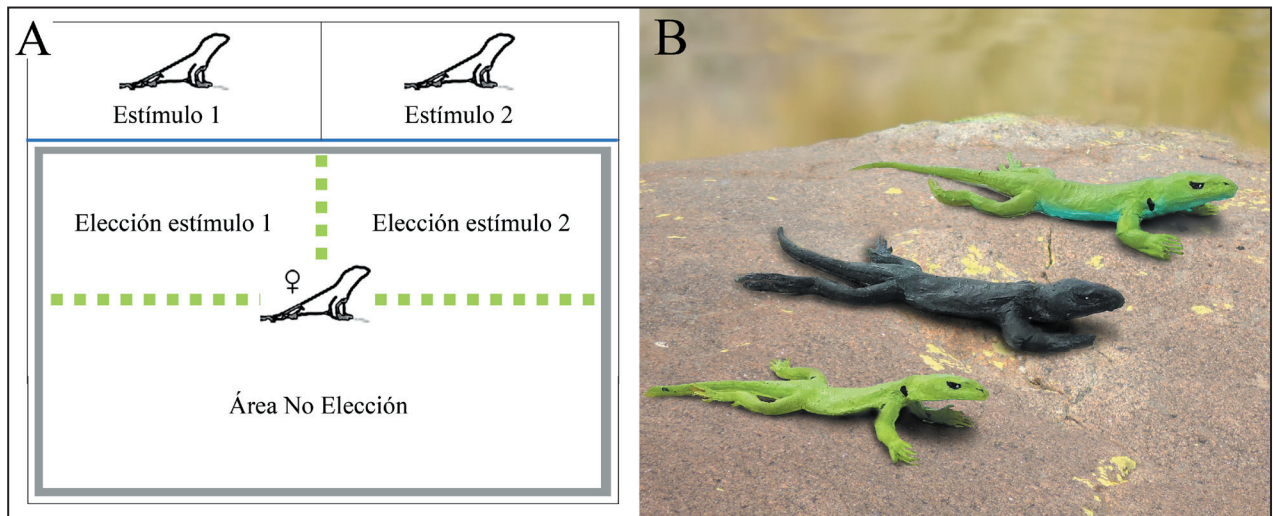 A
Estímulo 1
Estímulo 2
Elección estímulo 1
Elección estímulo 2
♀
Área No Elección
B